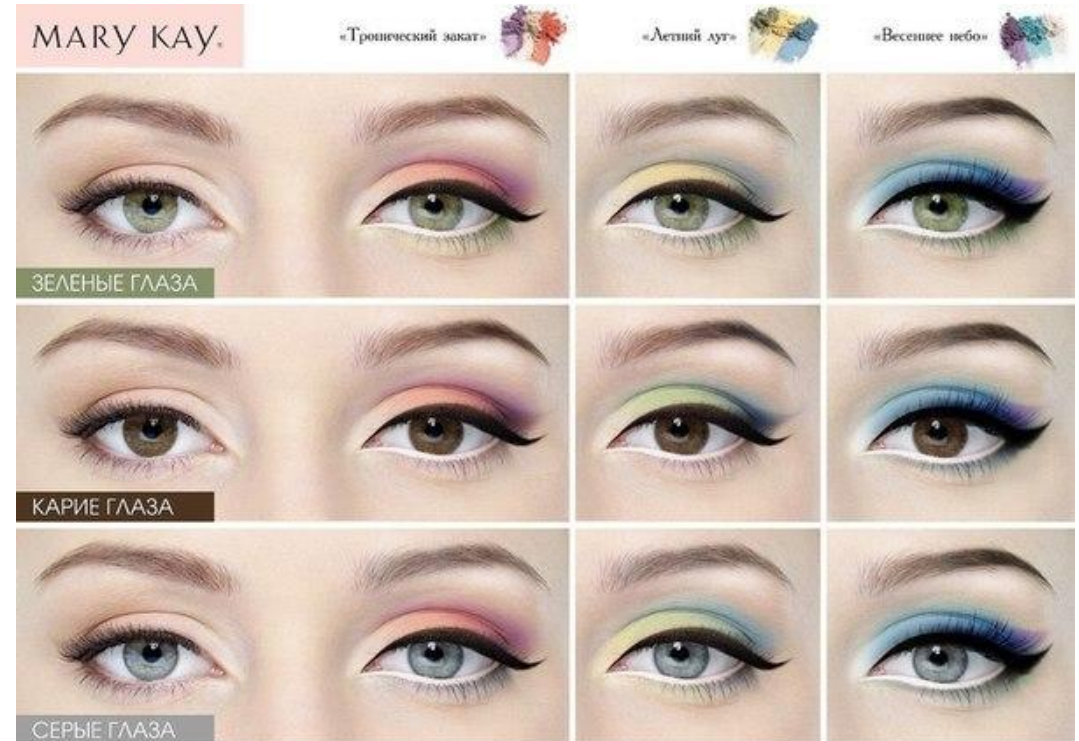 MARY KAY®
«Тропический закат»
«Летний луг»
«Весеннее небо»
ЗЕЛЕНЫЕ ГЛАЗА
КАРИЕ ГЛАЗА
СЕРЫЕ ГЛАЗА